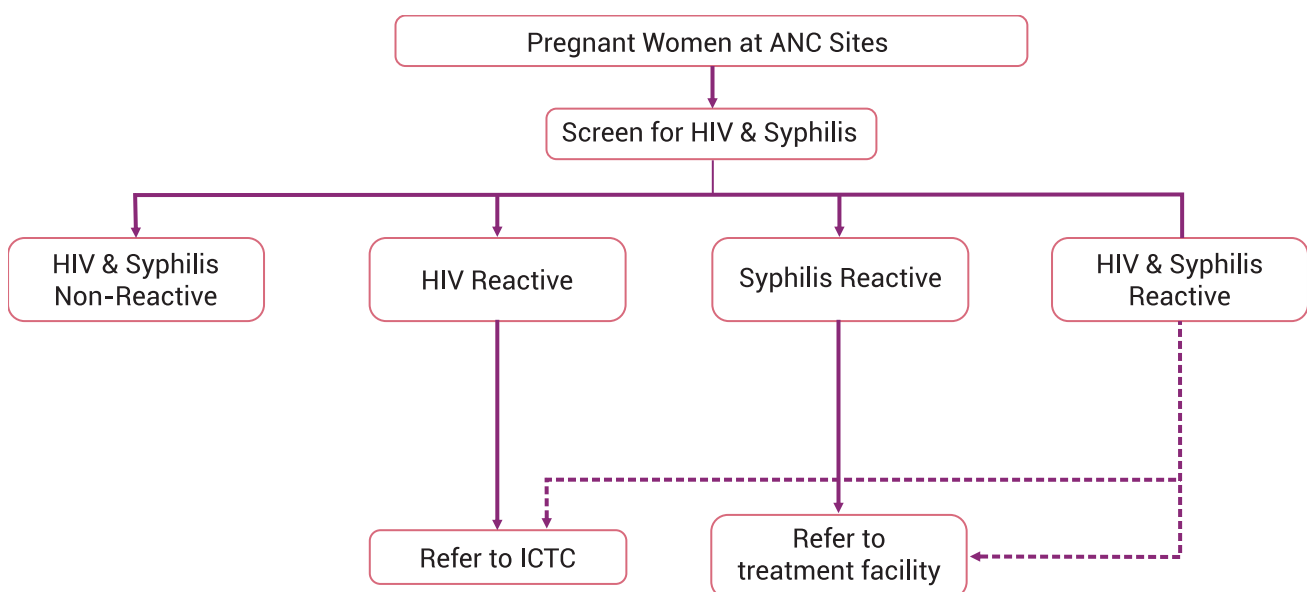 Pregnant Women at ANC Sites
Screen for HIV & Syphilis
HIV & Syphilis
Non-Reactive
HIV Reactive
Syphilis Reactive
HIV & Syphilis
Reactive
Refer to ICTC
Refer to
treatment facility